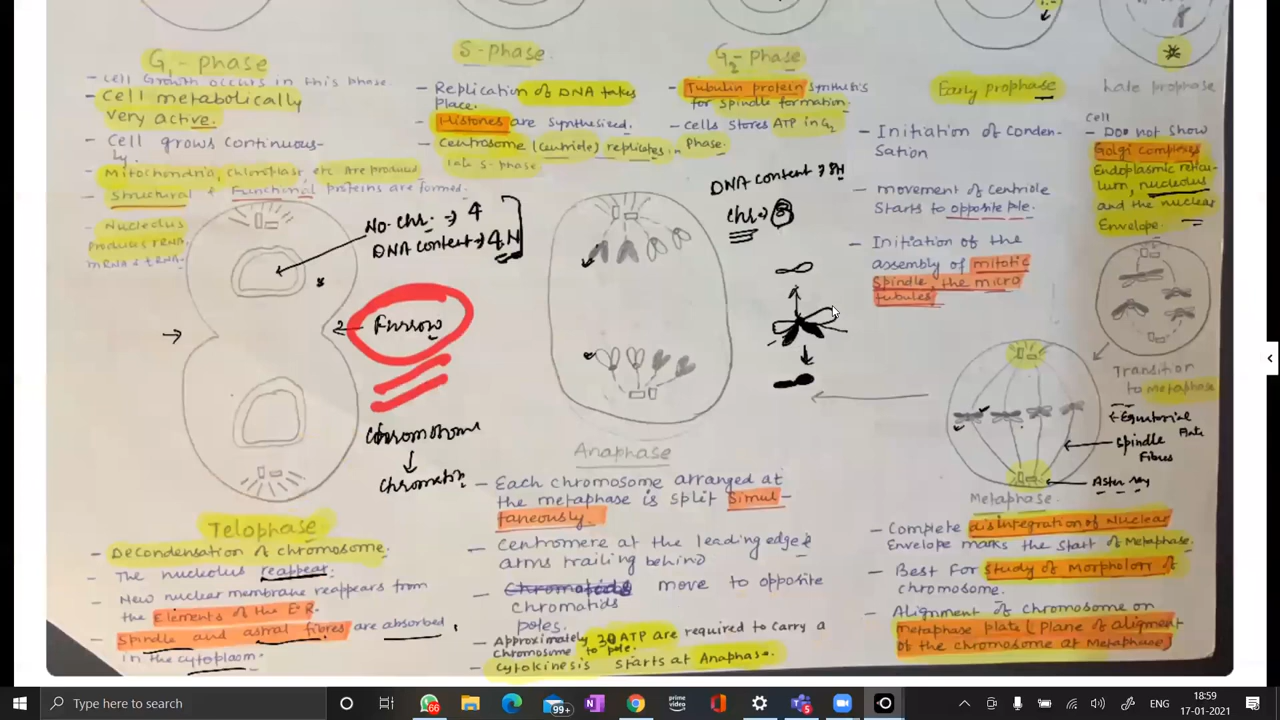 G1-phase
- Cell Growth occurs in this phase
- Cell metabolically
very active.
- Cell grows continuous-
ly.
- Mitochondria, chloroplast, etc are Produced
- Structural & Functional proteins are formed.
- Nucleolus
Produces rRNA,
mRNA & tRNA.
S-phase
- Replication of DNA takes
Place.
- Histones are synthesized.
- Centrosome (centriole) replicates in
late S-phase
G2-phase
- Tubulin protein synthesis
for spindle formation.
- Cells stores ATP in G2
Phase.
Early prophase
- Initiation of Conden-
sation
- movement of centriole
starts to opposite pole.
- Initiation of the
assembly of mitotic
spindle, the micro
tubules
Late prophase
Cell
- Do not show
Golgi complexes
Endoplasmic reticu-
lum, nucleolus
and the nuclear
Envelope.
Transition
to Metaphase
No. Chr. → 4
DNA content → 4N
Furrow
Chromosome
↓
Chromatin
DNA content → 8N
Chr → 8
Equatorial
Plate
Spindle
Fibres
Aster ray
Anaphase
- Each chromosome arranged at
the metaphase is split simul-
taneously.
- Centromere at the leading edge &
arms trailing behind
- Chromatids move to opposite
chromatids
poles.
- Approximately 30 ATP are required to carry a
chromosome to pole.
- Cytokinesis starts at Anaphase.
Telophase
- Decondensation of chromosome.
- The nucleolus reappear
- New nuclear membrane reappears from
the Elements of the E.R.
- Spindle and astral fibres are absorbed
in the cytoplasm.
Metaphase
- Complete disintegration of Nuclear
Envelope marks the start of Metaphase.
- Best for study of Morphology of
chromosome.
- Alignment of chromosome on
metaphase plate (Plane of alignment
of the chromosome at Metaphase)
Type here to search
66
99+
5
ENG
18:59
17-01-2021